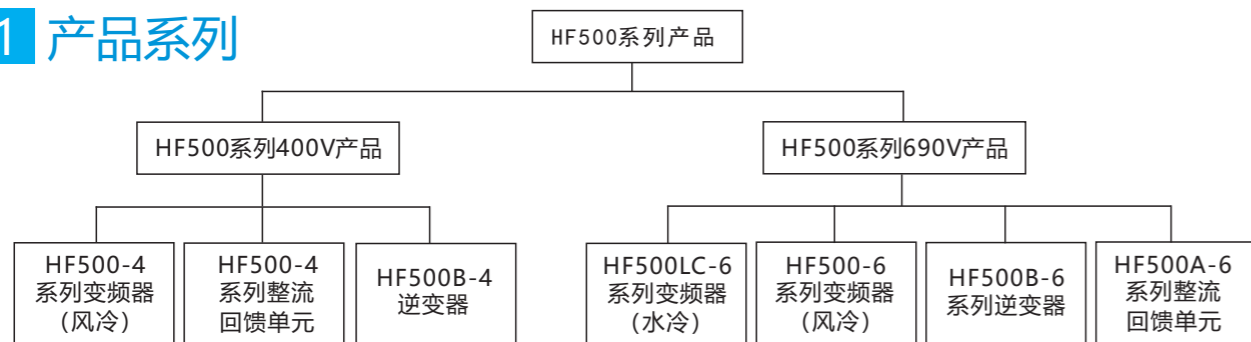 1 产品系列
HF500系列产品
HF500系列400V产品
HF500系列690V产品
HF500-4
系列变频器
（风冷）
HF500-4
系列整流
回馈单元
HF500B-4
逆变器
HF500LC-6
系列变频器
（水冷）
HF500-6
系列变频器
（风冷）
HF500B-6
系列逆变器
HF500A-6
系列整流
回馈单元